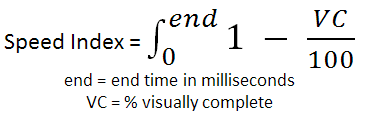 Speed Index = ∫₀^end 1 − VC/100
end = end time in milliseconds
VC = % visually complete